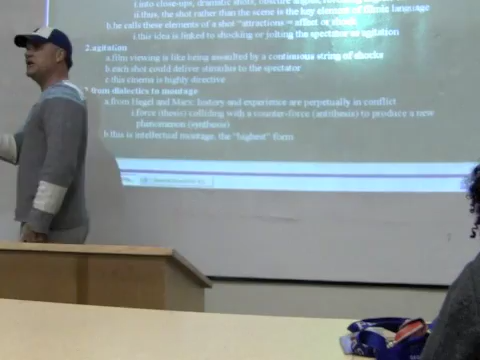 i.into close-ups, dramatic shots,
ii.thus, the shot rather than the scene is the key element of filmic language
b.he calls these elements of a shot "attractions = affect or shock
i.this idea is linked to shocking or jolting the spectator as agitation
2.agitation
a.film viewing is like being assaulted by a continuous string of shocks
b.each shot could deliver stimulus to the spectator
c.this cinema is highly directive
3.from dialectics to montage
a.from Hegel and Marx: history and experience are perpetually in conflict
i.force (thesis) colliding with a counter-force (antithesis) to produce a new
phenomenon (synthesis)
b.this is intellectual montage, the "highest" form